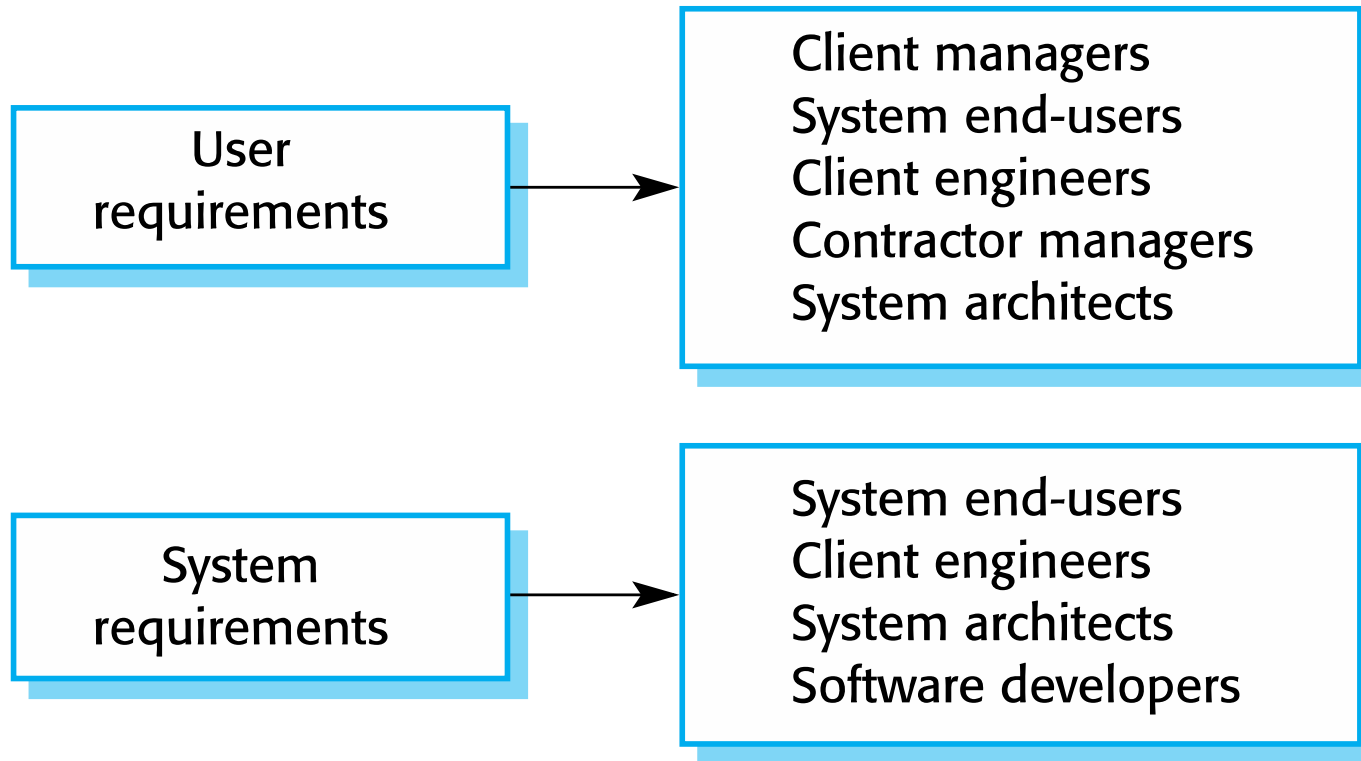 User
requirements
Client managers
System end-users
Client engineers
Contractor managers
System architects
System
requirements
System end-users
Client engineers
System architects
Software developers